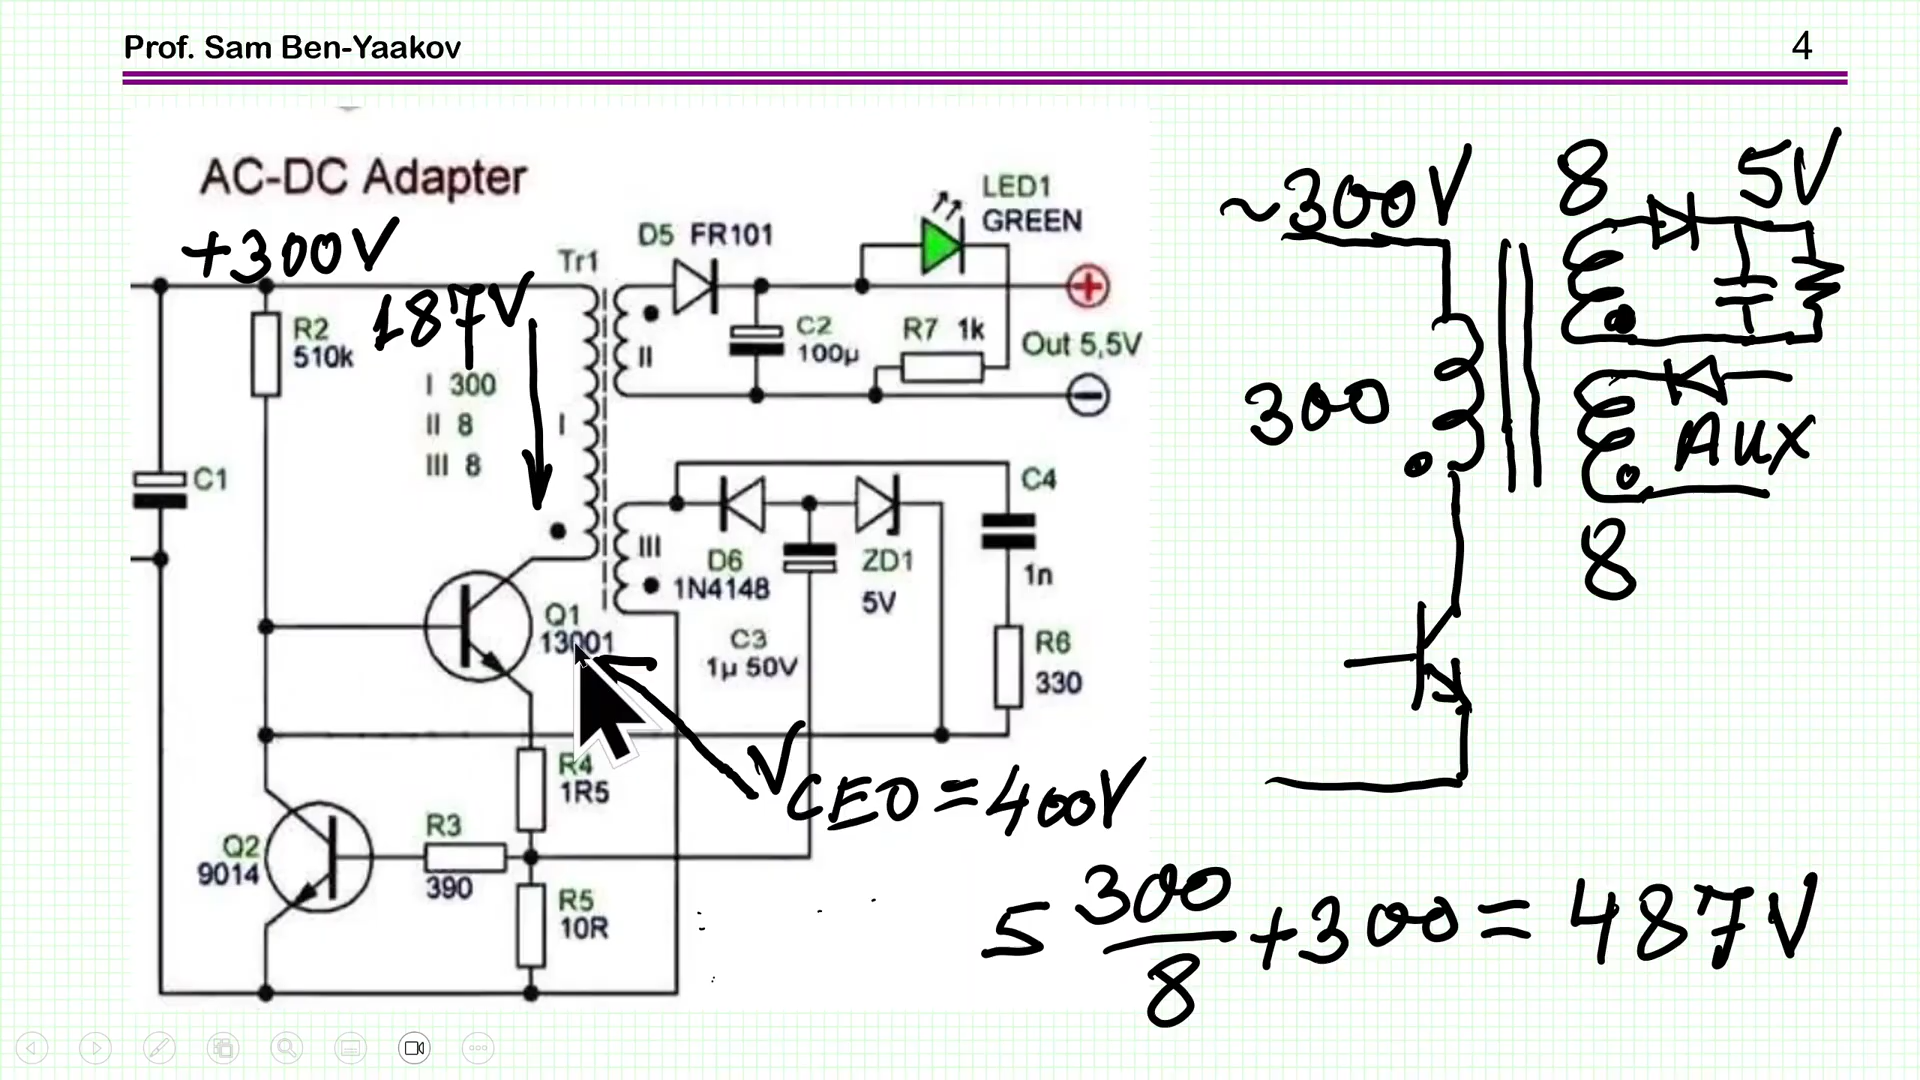 Prof. Sam Ben-Yaakov
4
AC-DC Adapter
+300V
187V
R2
510k
I 300
II 8
III 8
C1
Tr1
I
II
III
D5 FR101
LED1
GREEN
C2
100µ
R7 1k
Out 5,5V
+
−
D6
1N4148
ZD1
5V
C4
1n
C3
1µ 50V
R6
330
Q1
13001
R4
1R5
VCEO = 400V
Q2
9014
R3
390
R5
10R
~300V
8
5V
300
AUX
8
5 300/8 + 300 = 487V